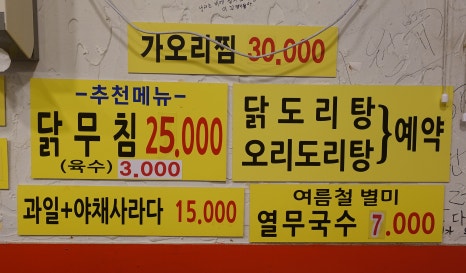 가오리찜 30,000
-추천메뉴-
닭무침 25,000
(육수) 3,000
닭도리탕
오리도리탕
}예약
과일+야채사라다 15,000
여름철 별미
열무국수 7,000